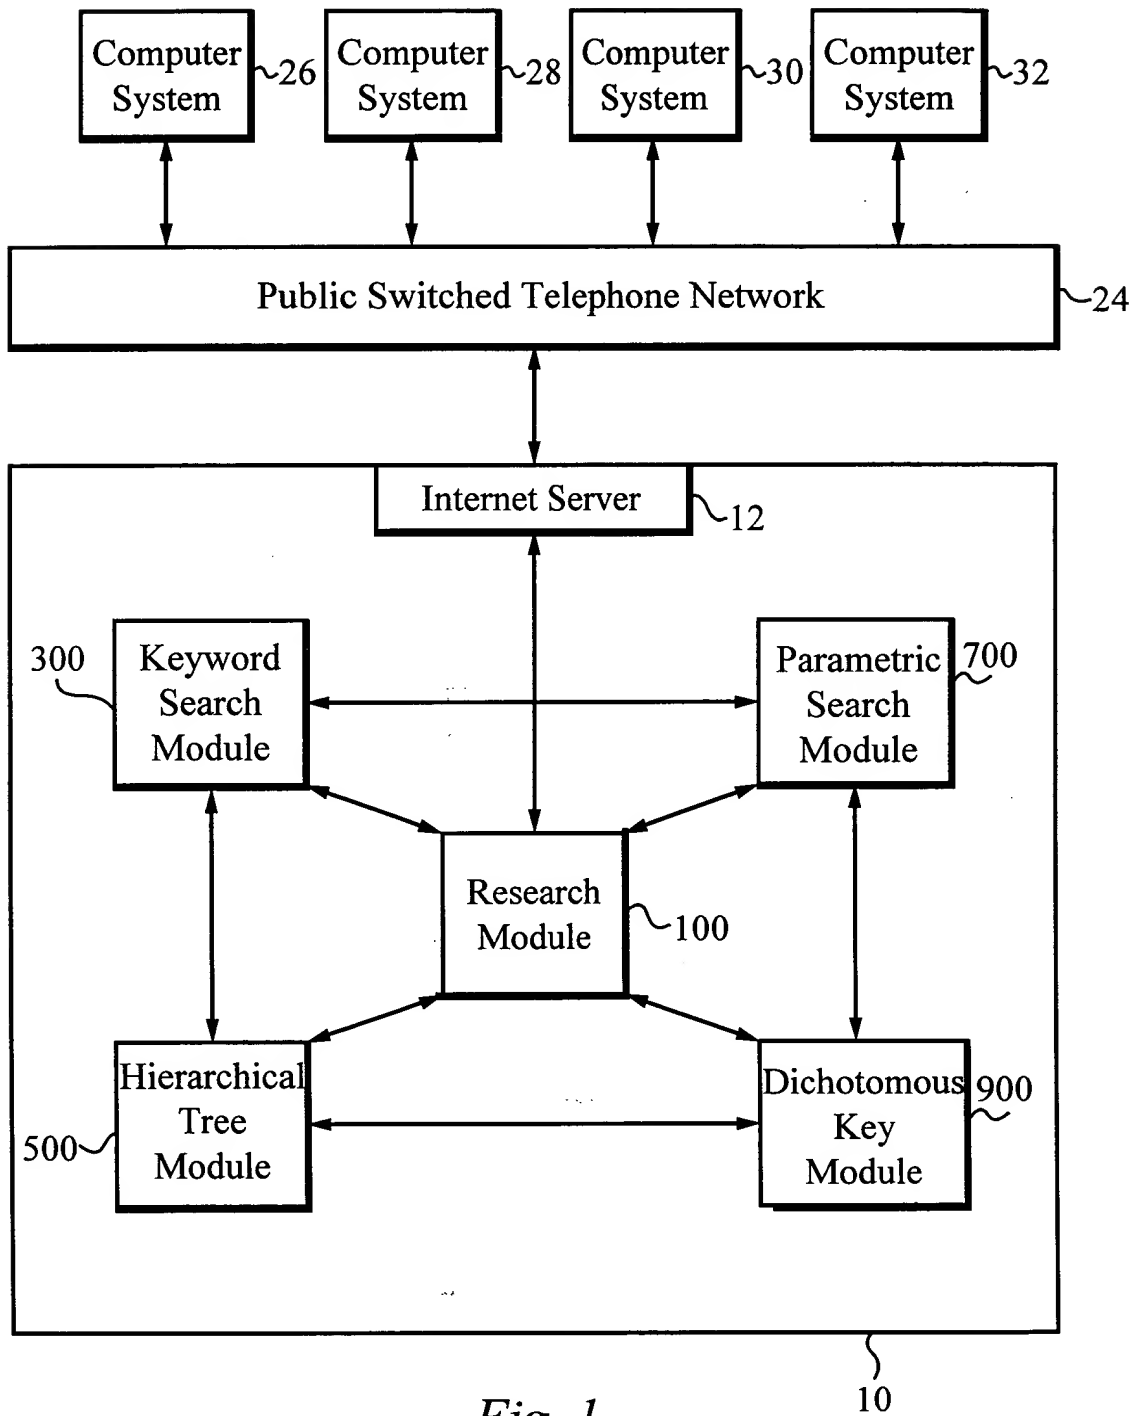 Computer
System
26
Computer
System
28
Computer
System
30
Computer
System
32
Public Switched Telephone Network
24
Internet Server
12
300
Keyword
Search
Module
Parametric
Search
Module
700
Research
Module
100
Hierarchical
Tree
Module
500
Dichotomous
Key
Module
900
10
Fig. 1